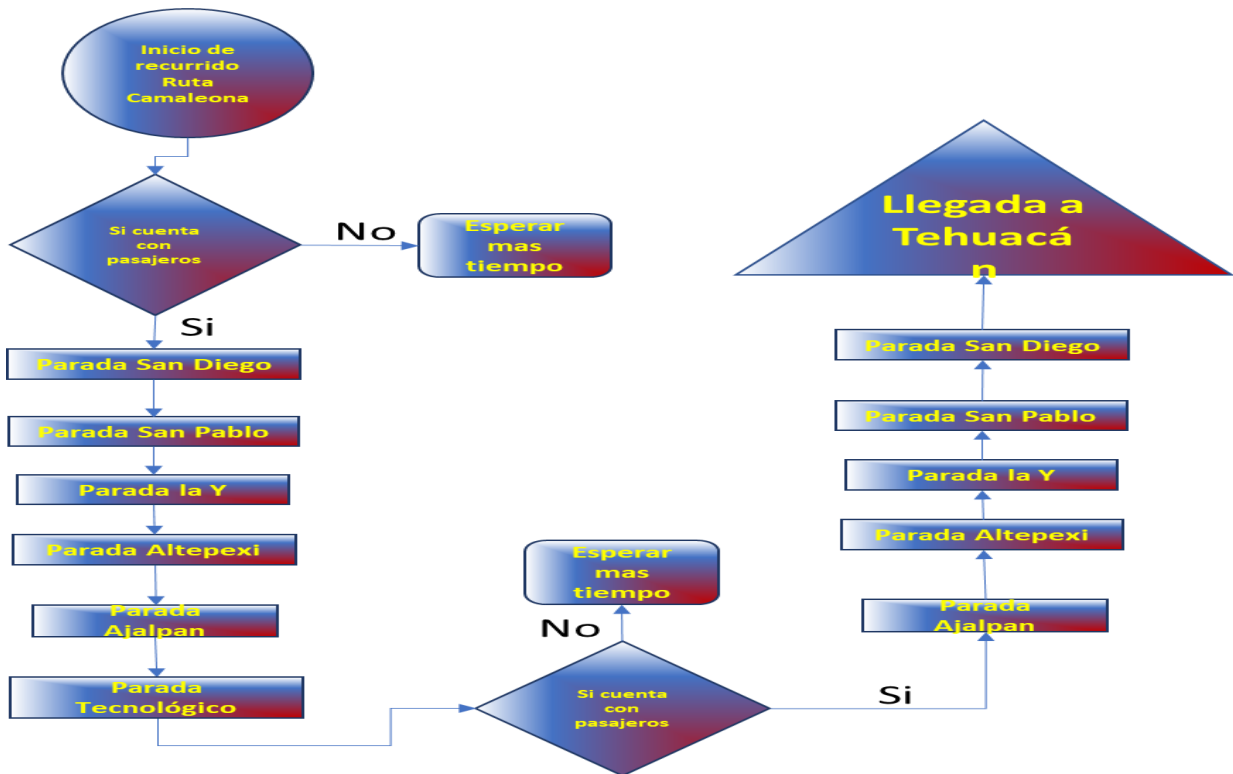 Inicio de
recurrido
Ruta
Camaleona
Si cuenta
con
pasajeros
No
Esperar
mas
tiempo
Si
Parada San Diego
Parada San Pablo
Parada la Y
Parada Altepexi
Parada
Ajalpan
Parada
Tecnológico
Si cuenta
con
pasajeros
No
Esperar
mas
tiempo
Si
Parada
Ajalpan
Parada Altepexi
Parada la Y
Parada San Pablo
Parada San Diego
Llegada a
Tehuacá
n